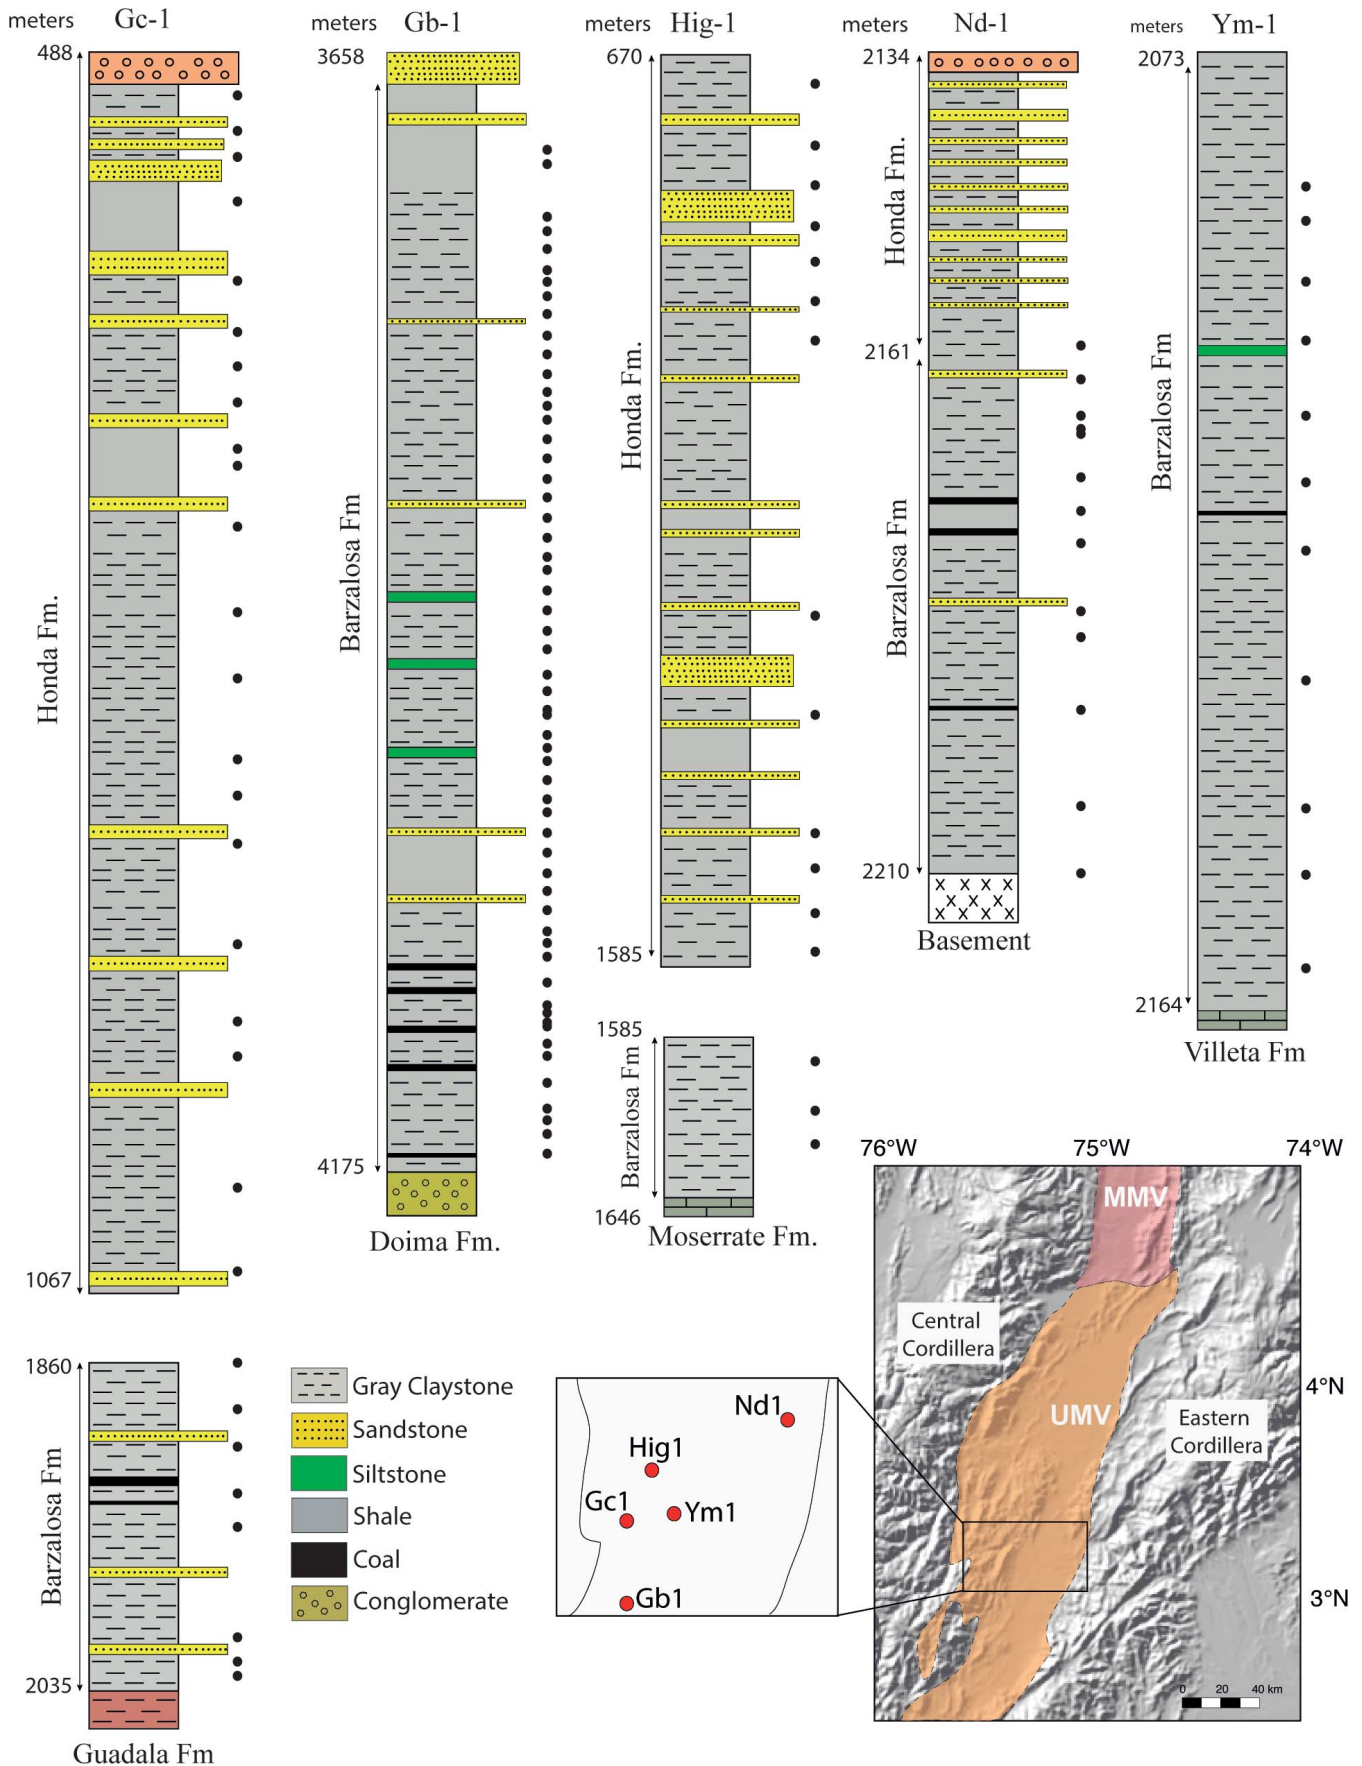 meters Gc-1
488
Honda Fm.
1067
1860
Barzalosa Fm
2035
Guadala Fm
meters Gb-1
3658
Barzalosa Fm
4175
Doima Fm.
meters Hig-1
670
Honda Fm.
1585
1585
Barzalosa Fm
1646
Moserrate Fm.
meters Nd-1
2134
Honda Fm.
2161
Barzalosa Fm
2210
Basement
meters Ym-1
2073
Barzalosa Fm
2164
Villeta Fm
Gray Claystone
Sandstone
Siltstone
Shale
Coal
Conglomerate
Nd1
Hig1
Gc1
Ym1
Gb1
76°W 75°W 74°W
MMV
Central
Cordillera
4°N
UMV
Eastern
Cordillera
3°N
0 20 40 km